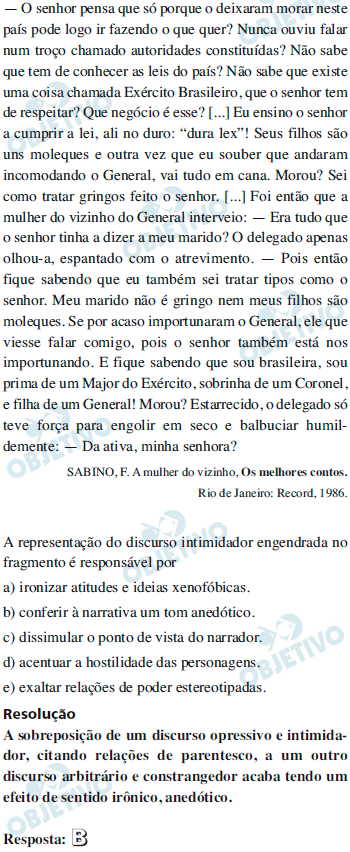 — O senhor pensa que só porque o deixaram morar neste
país pode logo ir fazendo o que quer? Nunca ouviu falar
num troço chamado autoridades constituídas? Não sabe
que tem de conhecer as leis do país? Não sabe que existe
uma coisa chamada Exército Brasileiro, que o senhor tem
de respeitar? Que negócio é esse? [...] Eu ensino o senhor
a cumprir a lei, ali no duro: “dura lex”! Seus filhos são
uns moleques e outra vez que eu souber que andaram
incomodando o General, vai tudo em cana. Morou? Sei
como tratar gringos feito o senhor. [...] Foi então que a
mulher do vizinho do General interveio: — Era tudo que
o senhor tinha a dizer a meu marido? O delegado apenas
olhou-a, espantado com o atrevimento. — Pois então
fique sabendo que eu também sei tratar tipos como o
senhor. Meu marido não é gringo nem meus filhos são
moleques. Se por acaso importunaram o General, ele que
viesse falar comigo, pois o senhor também está nos
importunando. E fique sabendo que sou brasileira, sou
prima de um Major do Exército, sobrinha de um Coronel,
e filha de um General! Morou? Estarrecido, o delegado só
teve força para engolir em seco e balbuciar humil-
demente: — Da ativa, minha senhora?
SABINO, F. A mulher do vizinho, Os melhores contos.
Rio de Janeiro: Record, 1986.
A representação do discurso intimidador engendrada no
fragmento é responsável por
a) ironizar atitudes e ideias xenofóbicas.
b) conferir à narrativa um tom anedótico.
c) dissimular o ponto de vista do narrador.
d) acentuar a hostilidade das personagens.
e) exaltar relações de poder estereotipadas.
Resolução
A sobreposição de um discurso opressivo e intimida-
dor, citando relações de parentesco, a um outro
discurso arbitrário e constrangedor acaba tendo um
efeito de sentido irônico, anedótico.
Resposta: B
OBJETIVO
OBJETIVO
OBJETIVO
OBJETIVO
OBJETIVO
OBJETIVO
OBJETIVO
OBJETIVO